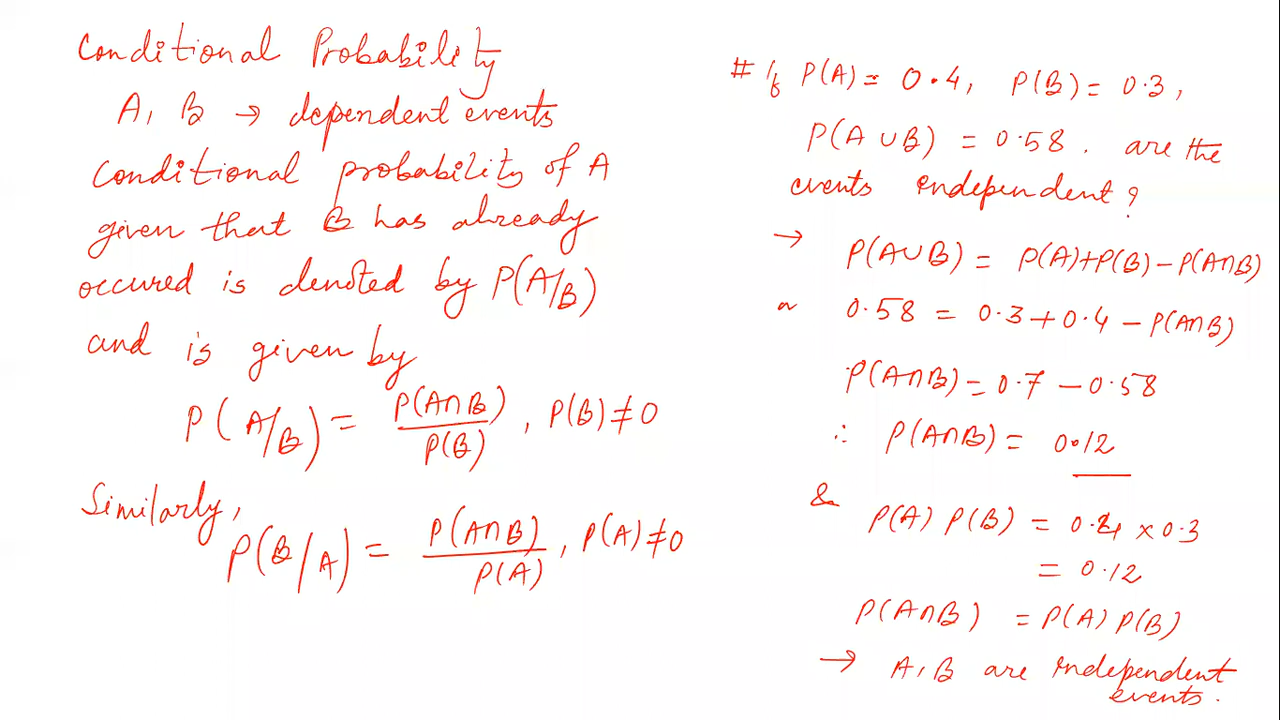 Conditional Probability
A, B → dependent events
Conditional probability of A
given that B has already
occured is denoted by P(A/B)
and is given by
P(A/B) = P(A∩B)/P(B), P(B) ≠ 0
Similarly,
P(B/A) = P(A∩B)/P(A), P(A) ≠ 0
# If P(A) = 0.4, P(B) = 0.3,
P(A∪B) = 0.58. are the
events independent?
→ P(A∪B) = P(A)+P(B)−P(A∩B)
0.58 = 0.3+0.4−P(A∩B)
P(A∩B) = 0.7−0.58
∴ P(A∩B) = 0.12
& P(A) P(B) = 0.4 × 0.3
= 0.12
P(A∩B) = P(A) P(B)
→ A, B are independent
events.